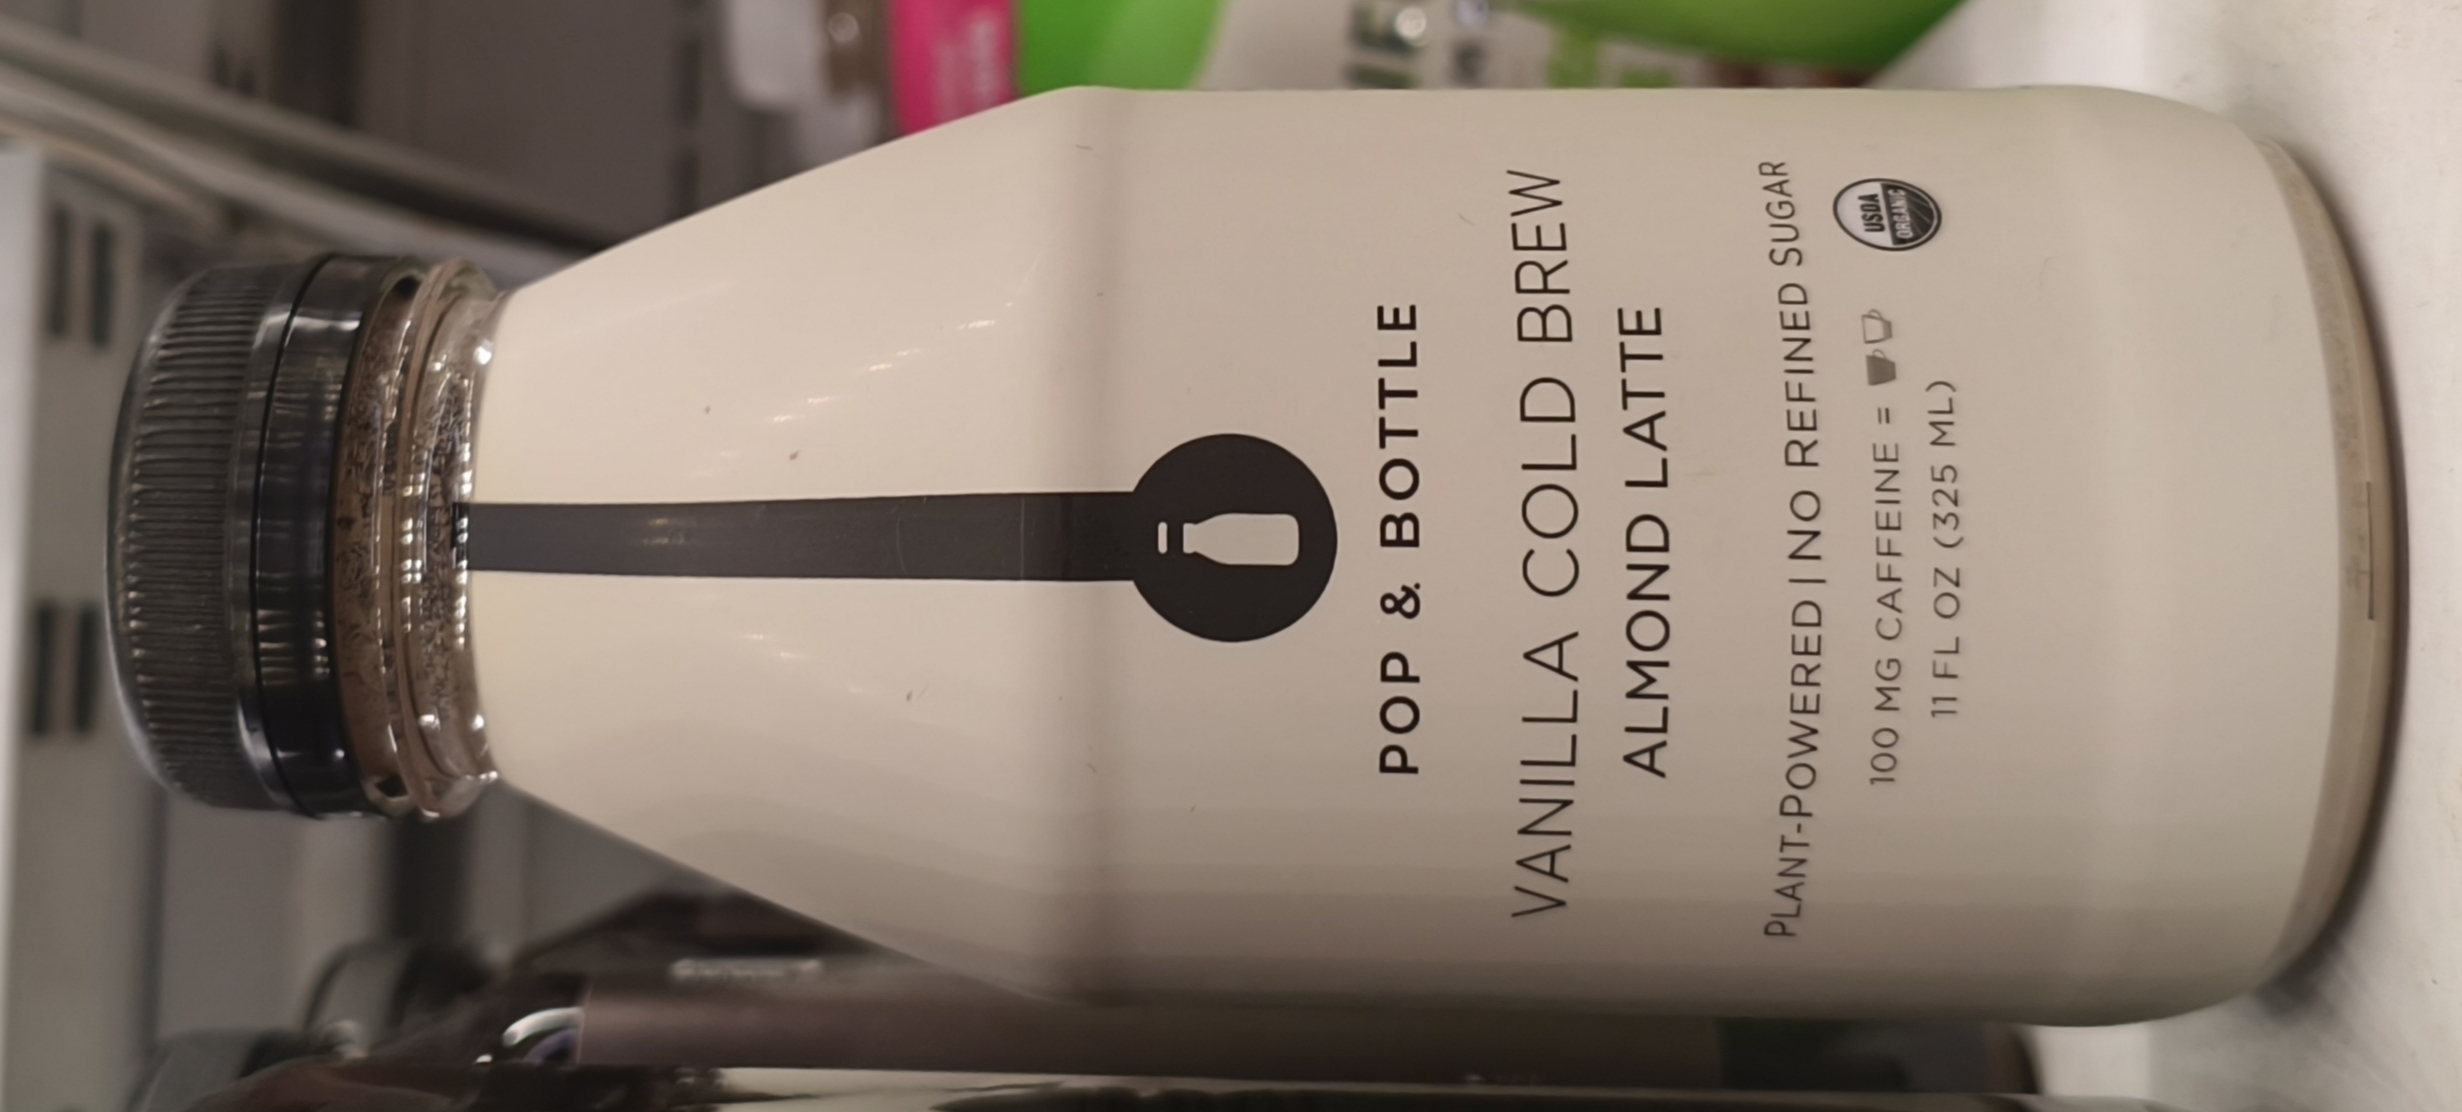 POP & BOTTLE
VANILLA COLD BREW
ALMOND LATTE
PLANT-POWERED | NO REFINED SUGAR
100 MG CAFFEINE =
11 FL OZ (325 ML)
USDA
ORGANIC